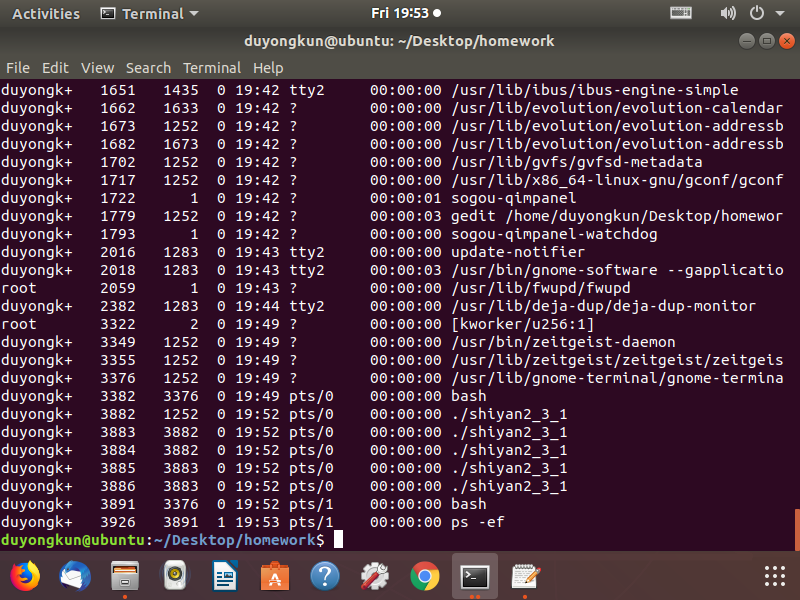 Activities Terminal Fri 19:53
duyongkun@ubuntu: ~/Desktop/homework
File Edit View Search Terminal Help
duyongk+ 1651 1435 0 19:42 tty2 00:00:00 /usr/lib/ibus/ibus-engine-simple
duyongk+ 1662 1633 0 19:42 ? 00:00:00 /usr/lib/evolution/evolution-calendar
duyongk+ 1673 1252 0 19:42 ? 00:00:00 /usr/lib/evolution/evolution-addressb
duyongk+ 1682 1673 0 19:42 ? 00:00:00 /usr/lib/evolution/evolution-addressb
duyongk+ 1702 1252 0 19:42 ? 00:00:00 /usr/lib/gvfs/gvfsd-metadata
duyongk+ 1717 1252 0 19:42 ? 00:00:00 /usr/lib/x86_64-linux-gnu/gconf/gconf
duyongk+ 1722 1 0 19:42 ? 00:00:01 sogou-qimpanel
duyongk+ 1779 1252 0 19:42 ? 00:00:03 gedit /home/duyongkun/Desktop/homewor
duyongk+ 1793 1 0 19:42 ? 00:00:00 sogou-qimpanel-watchdog
duyongk+ 2016 1283 0 19:43 tty2 00:00:00 update-notifier
duyongk+ 2018 1283 0 19:43 tty2 00:00:03 /usr/bin/gnome-software --gapplicatio
root 2059 1 0 19:43 ? 00:00:00 /usr/lib/fwupd/fwupd
duyongk+ 2382 1283 0 19:44 tty2 00:00:00 /usr/lib/deja-dup/deja-dup-monitor
root 3322 2 0 19:49 ? 00:00:00 [kworker/u256:1]
duyongk+ 3349 1252 0 19:49 ? 00:00:00 /usr/bin/zeitgeist-daemon
duyongk+ 3355 1252 0 19:49 ? 00:00:00 /usr/lib/zeitgeist/zeitgeist/zeitgeis
duyongk+ 3376 1252 0 19:49 ? 00:00:00 /usr/lib/gnome-terminal/gnome-termina
duyongk+ 3382 3376 0 19:49 pts/0 00:00:00 bash
duyongk+ 3882 1252 0 19:52 pts/0 00:00:00 ./shiyan2_3_1
duyongk+ 3883 3882 0 19:52 pts/0 00:00:00 ./shiyan2_3_1
duyongk+ 3884 3882 0 19:52 pts/0 00:00:00 ./shiyan2_3_1
duyongk+ 3885 3883 0 19:52 pts/0 00:00:00 ./shiyan2_3_1
duyongk+ 3886 3883 0 19:52 pts/0 00:00:00 ./shiyan2_3_1
duyongk+ 3891 3376 0 19:52 pts/1 00:00:00 bash
duyongk+ 3926 3891 1 19:53 pts/1 00:00:00 ps -ef
duyongkun@ubuntu:~/Desktop/homework$